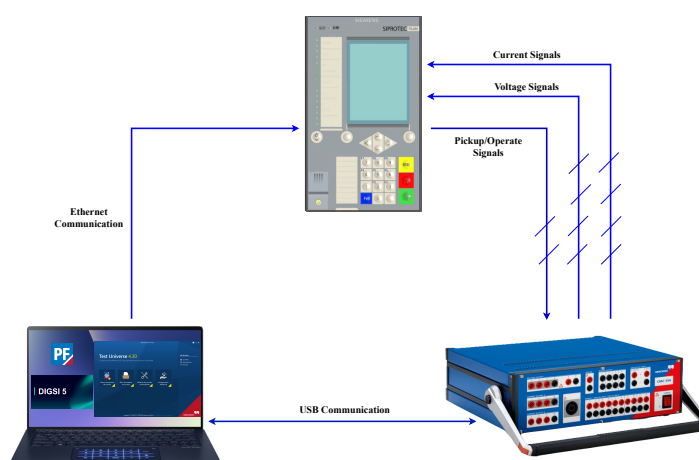 SIEMENS
SIPROTEC
Current Signals
Voltage Signals
Pickup/Operate
Signals
Ethernet
Communication
PF
Test Universe 4.30
DIGSI 5
USB Communication